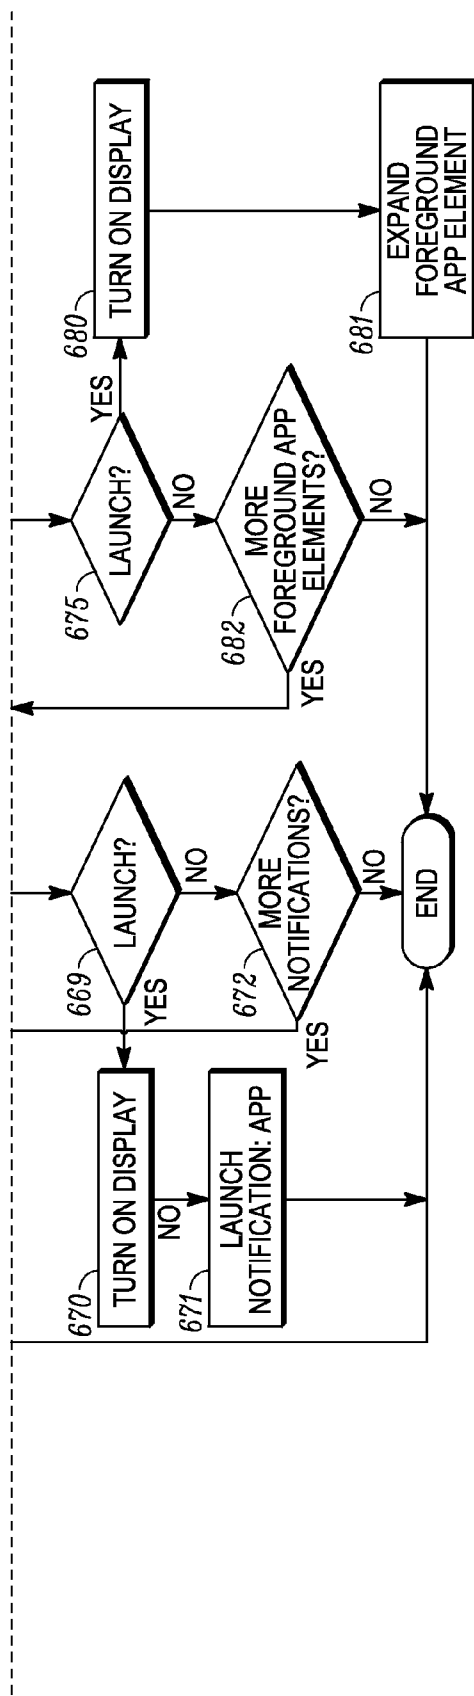 670
TURN ON DISPLAY
NO
671
LAUNCH
NOTIFICATION: APP
669
LAUNCH?
YES
NO
672
MORE
NOTIFICATIONS?
YES
NO
END
675
LAUNCH?
YES
NO
682
MORE
FOREGROUND APP
ELEMENTS?
YES
NO
680
TURN ON DISPLAY
681
EXPAND
FOREGROUND
APP ELEMENT